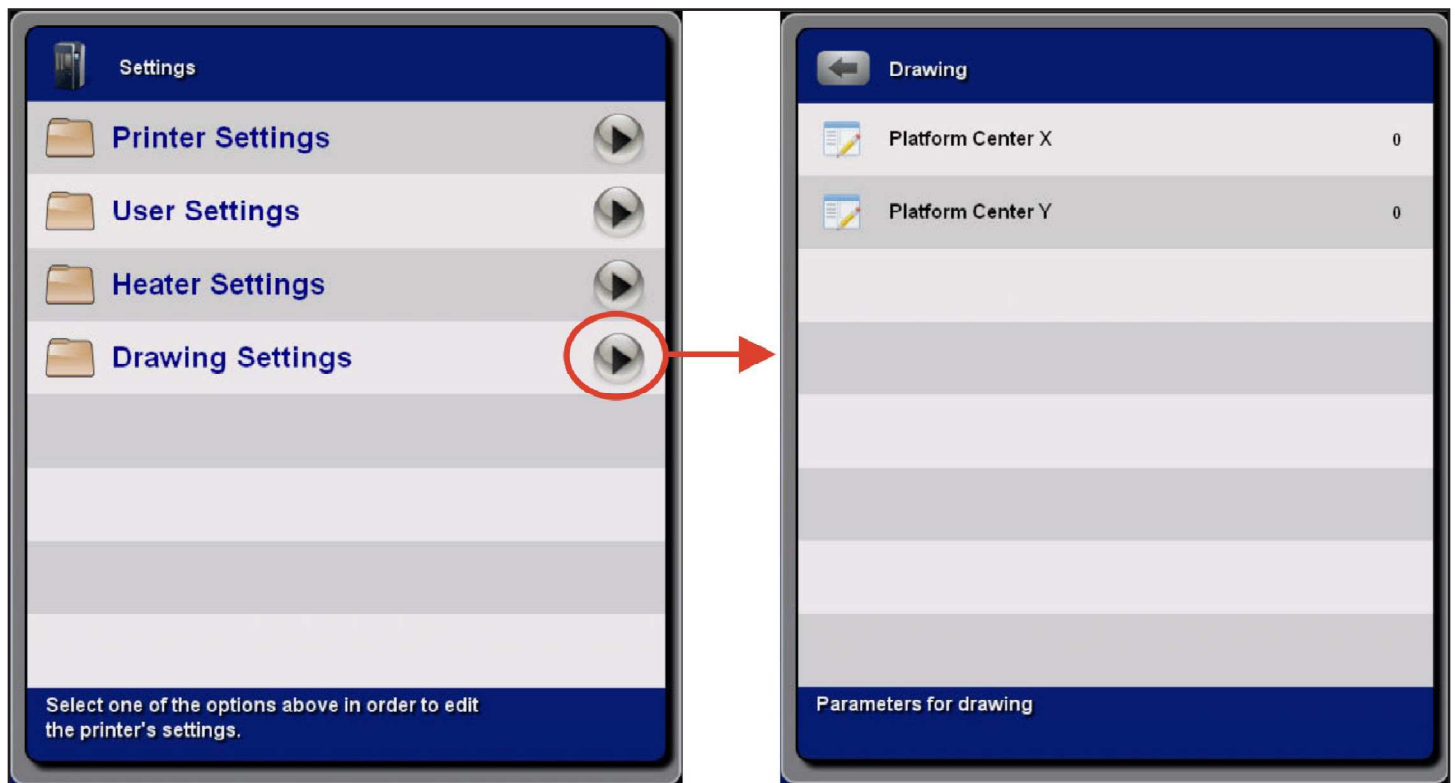 Settings
Printer Settings
User Settings
Heater Settings
Drawing Settings
Select one of the options above in order to edit
the printer's settings.
Drawing
Platform Center X 0
Platform Center Y 0
Parameters for drawing